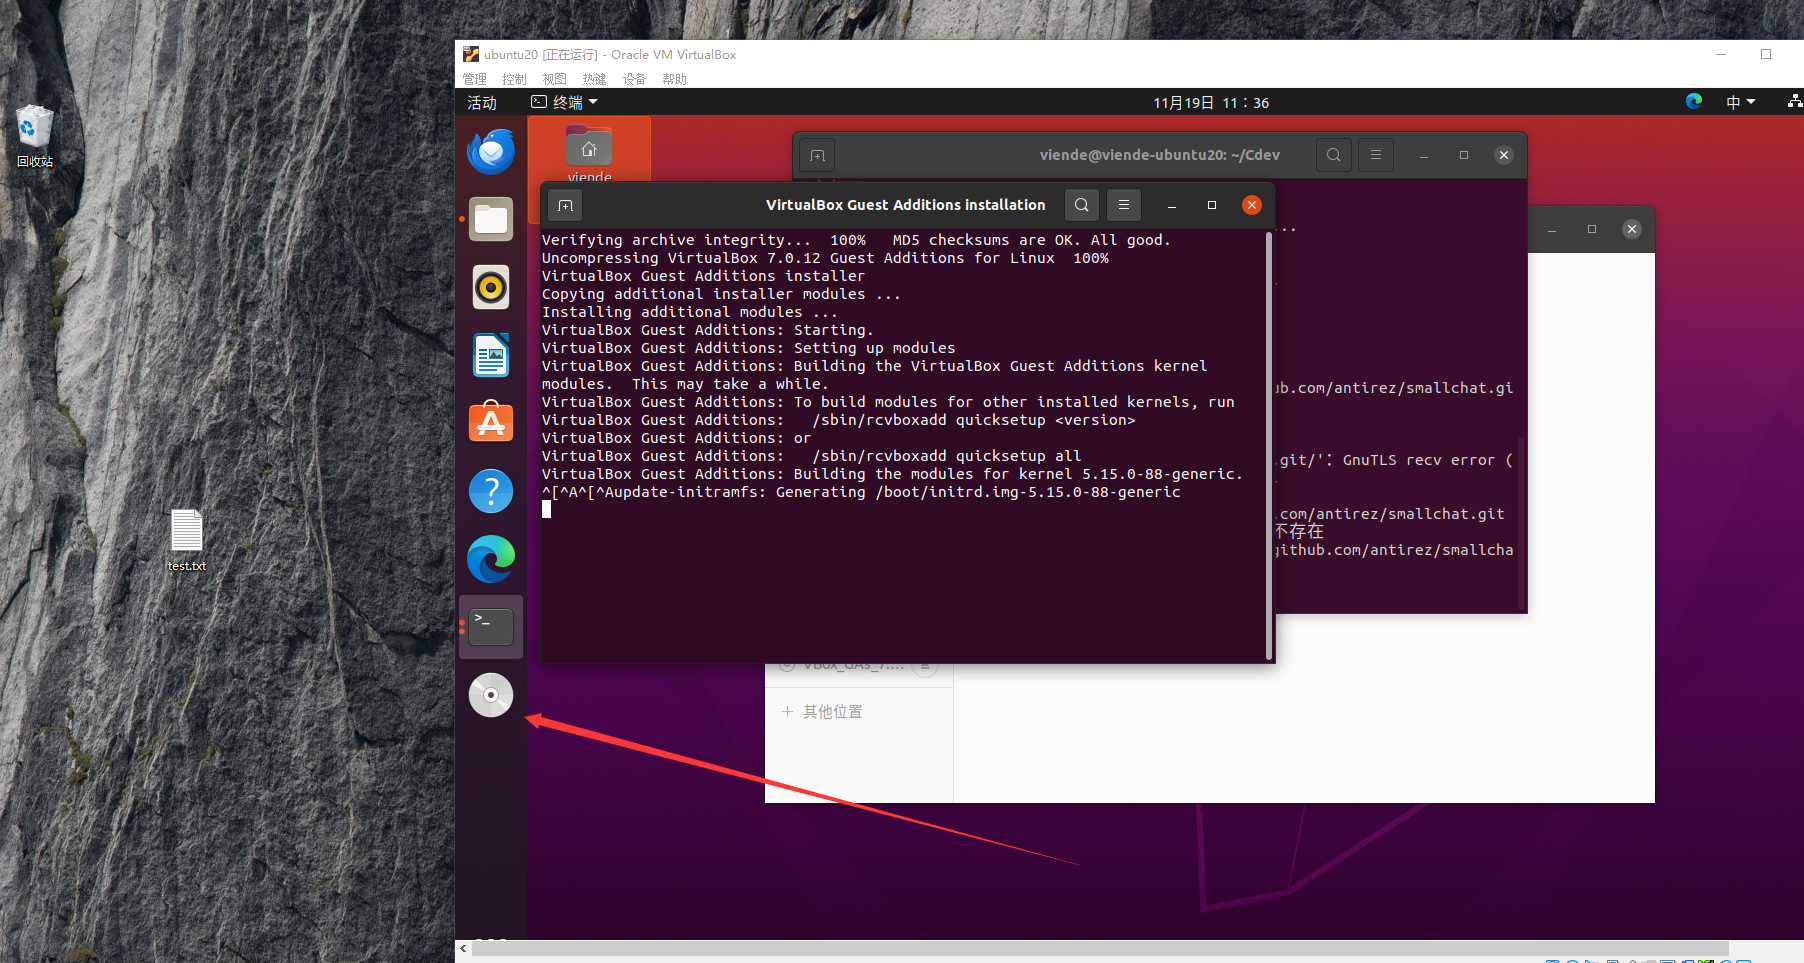 ubuntu20 [正在运行] - Oracle VM VirtualBox
管理 控制 视图 热键 设备 帮助
活动 终端 11月19日 11：36 中
回收站
test.txt
viende
viende@viende-ubuntu20: ~/Cdev
VirtualBox Guest Additions installation
Verifying archive integrity...  100%   MD5 checksums are OK. All good.
Uncompressing VirtualBox 7.0.12 Guest Additions for Linux  100%
VirtualBox Guest Additions installer
Copying additional installer modules ...
Installing additional modules ...
VirtualBox Guest Additions: Starting.
VirtualBox Guest Additions: Setting up modules
VirtualBox Guest Additions: Building the VirtualBox Guest Additions kernel
modules.  This may take a while.
VirtualBox Guest Additions: To build modules for other installed kernels, run
VirtualBox Guest Additions:   /sbin/rcvboxadd quicksetup <version>
VirtualBox Guest Additions: or
VirtualBox Guest Additions:   /sbin/rcvboxadd quicksetup all
VirtualBox Guest Additions: Building the modules for kernel 5.15.0-88-generic.
^[^A^[^Aupdate-initramfs: Generating /boot/initrd.img-5.15.0-88-generic
ub.com/antirez/smallchat.gi
.git/': GnuTLS recv error (
.com/antirez/smallchat.git
不存在
github.com/antirez/smallcha
VBox_GAs_7....
其他位置